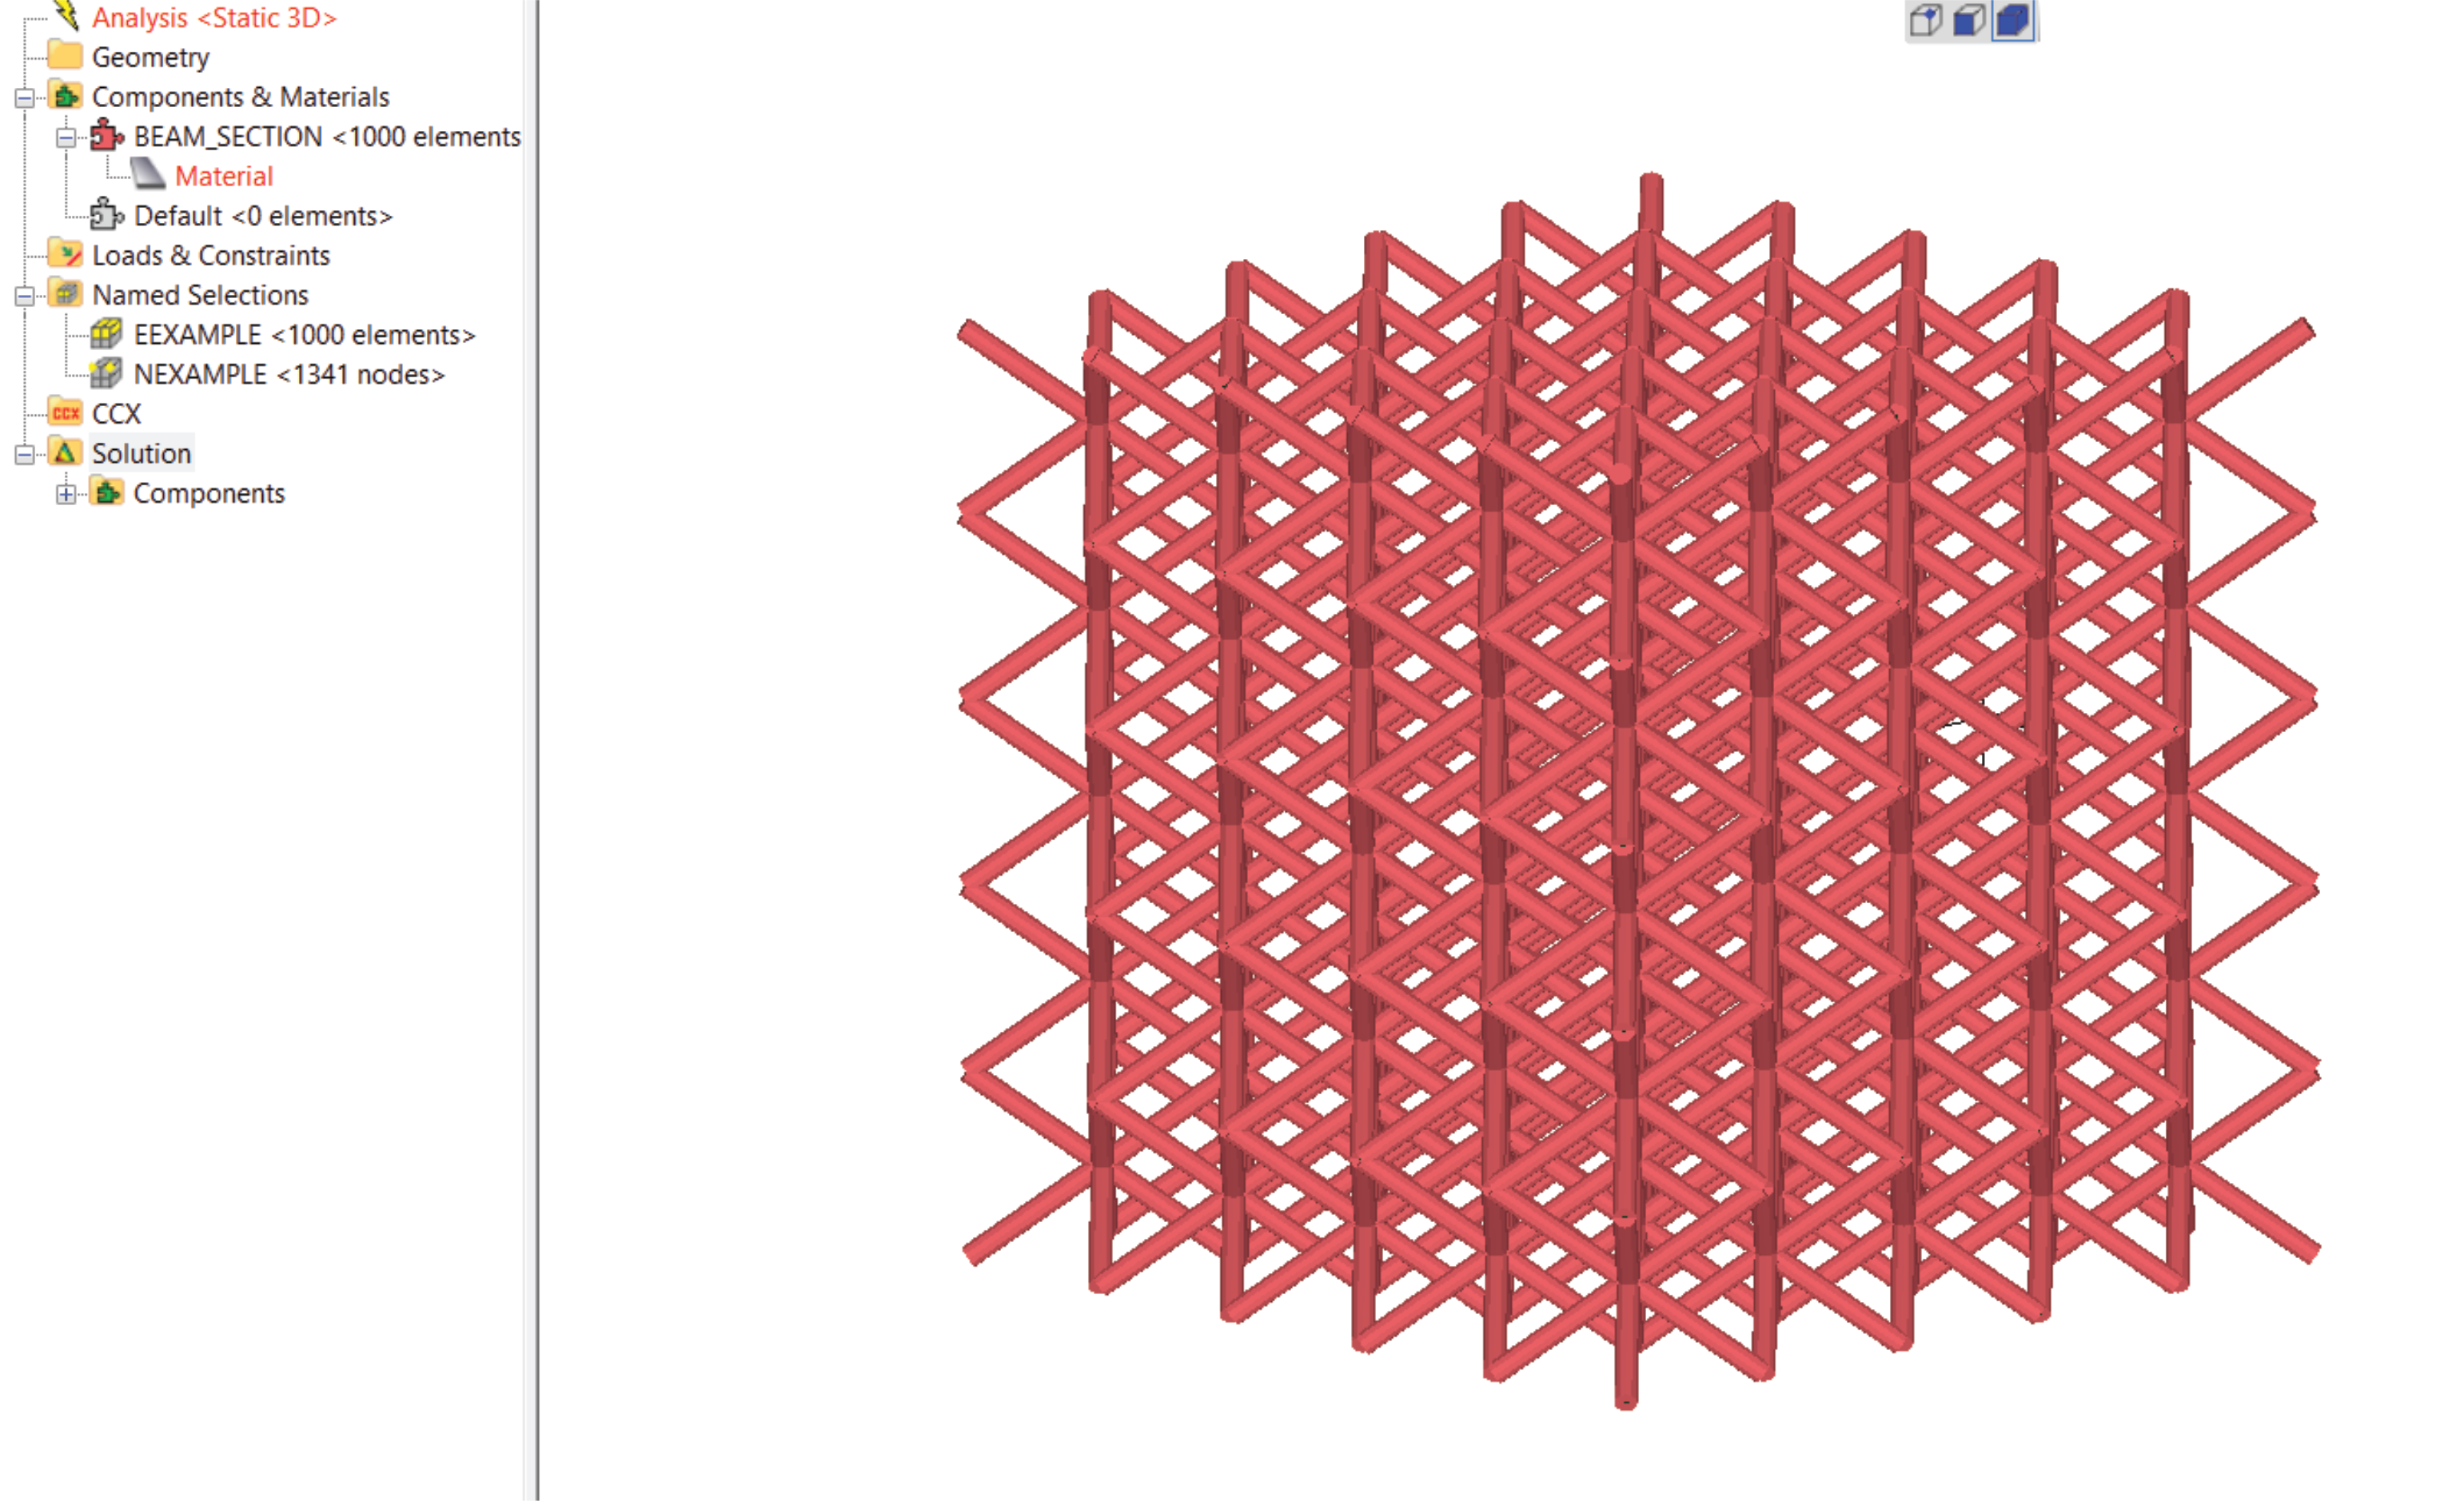 Analysis <Static 3D>
Geometry
Components & Materials
BEAM_SECTION <1000 elements
Material
Default <0 elements>
Loads & Constraints
Named Selections
EEXAMPLE <1000 elements>
NEXAMPLE <1341 nodes>
CCX CCX
Solution
Components